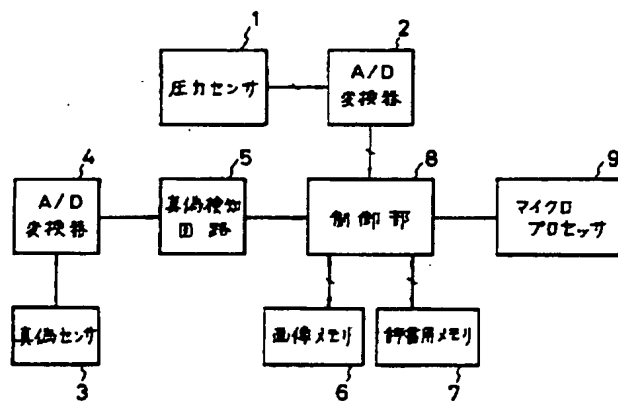 1
圧力センサ
2
A/D
変換器
4
A/D
変換器
5
真偽検知
回路
8
制御部
9
マイクロ
プロセッサ
真偽センサ
3
画像メモリ
6
辞書用メモリ
7